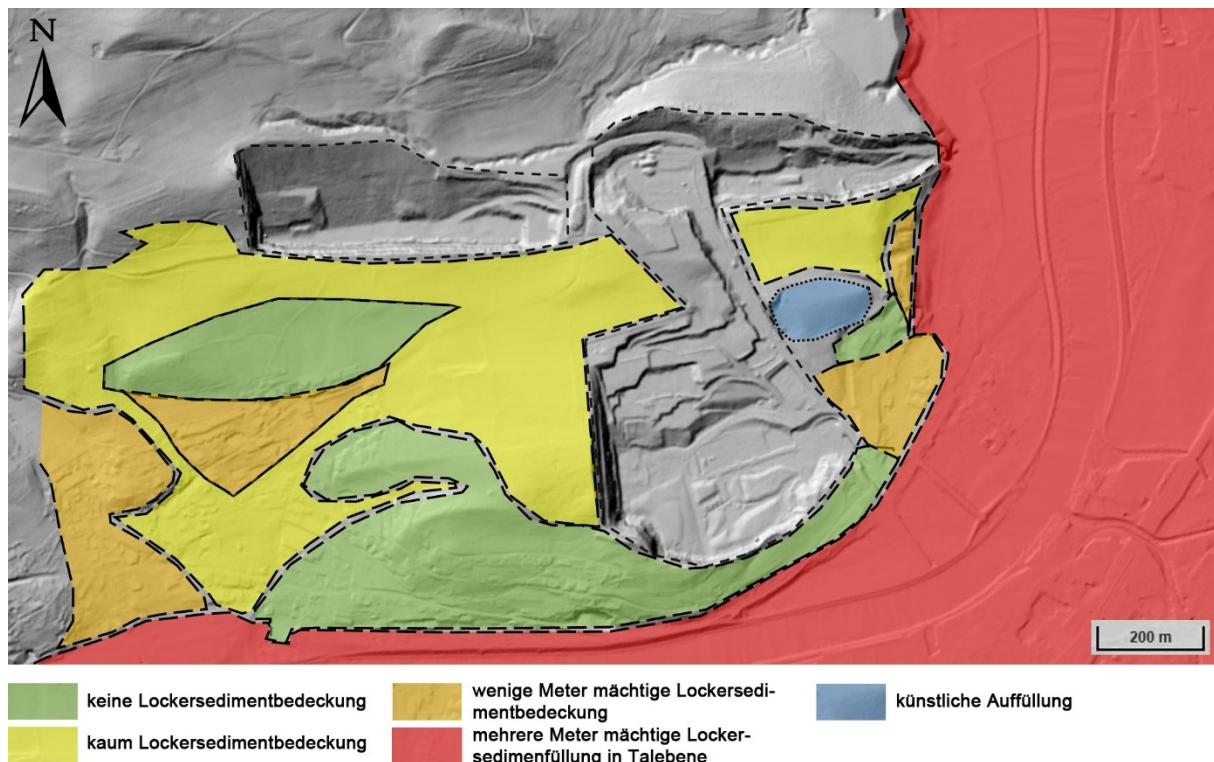 N
200 m
keine Lockersedimentbedeckung
kaum Lockersedimentbedeckung
wenige Meter mächtige Lockersedi-
mentbedeckung
mehrere Meter mächtige Locker-
sedimenfüllung in Talebene
künstliche Auffüllung